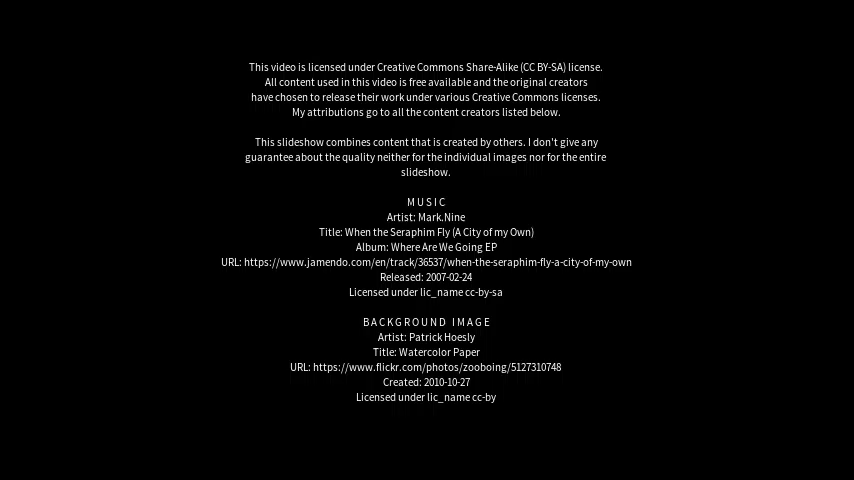 This video is licensed under Creative Commons Share-Alike (CC BY-SA) license.
All content used in this video is free available and the original creators
have chosen to release their work under various Creative Commons licenses.
My attributions go to all the content creators listed below.
This slideshow combines content that is created by others. I don't give any
guarantee about the quality neither for the individual images nor for the entire
slideshow.
MUSIC
Artist: Mark.Nine
Title: When the Seraphim Fly (A City of my Own)
Album: Where Are We Going EP
URL: https://www.jamendo.com/en/track/36537/when-the-seraphim-fly-a-city-of-my-own
Released: 2007-02-24
Licensed under lic_name cc-by-sa
BACKGROUND IMAGE
Artist: Patrick Hoesly
Title: Watercolor Paper
URL: https://www.flickr.com/photos/zooboing/5127310748
Created: 2010-10-27
Licensed under lic_name cc-by